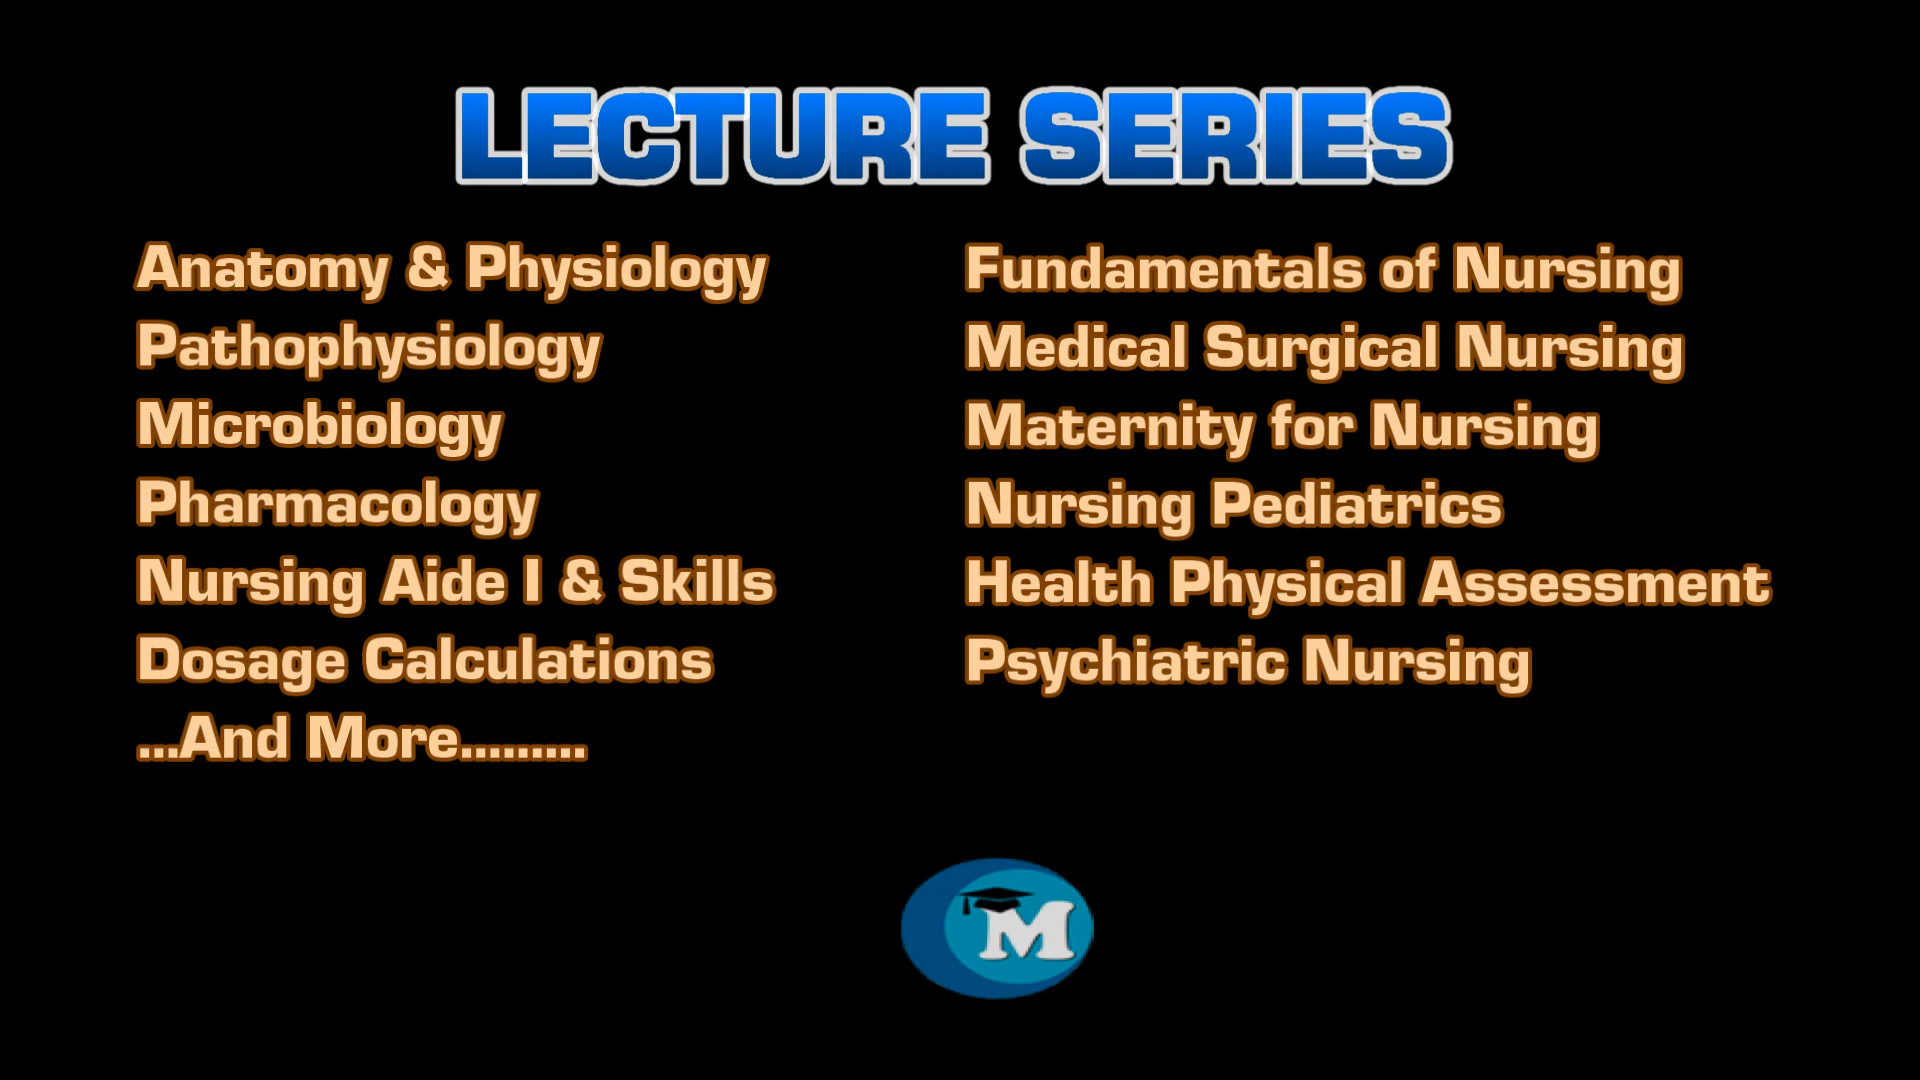 LECTURE SERIES
Anatomy & Physiology
Pathophysiology
Microbiology
Pharmacology
Nursing Aide I & Skills
Dosage Calculations
...And More.........
Fundamentals of Nursing
Medical Surgical Nursing
Maternity for Nursing
Nursing Pediatrics
Health Physical Assessment
Psychiatric Nursing
M